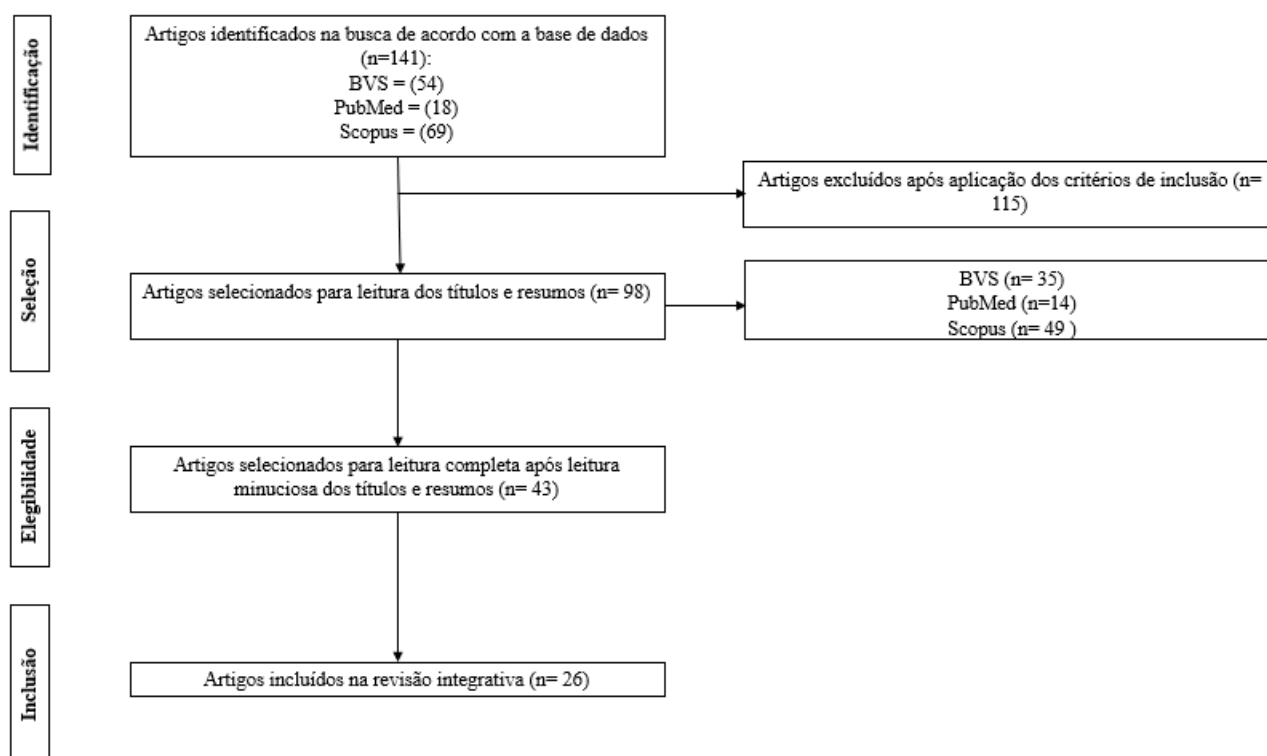 Identificação
Artigos identificados na busca de acordo com a base de dados
(n=141):
BVS = (54)
PubMed = (18)
Scopus = (69)
Artigos excluídos após aplicação dos critérios de inclusão (n=
115)
Seleção
Artigos selecionados para leitura dos títulos e resumos (n= 98)
BVS (n= 35)
PubMed (n=14)
Scopus (n= 49 )
Elegibilidade
Artigos selecionados para leitura completa após leitura
minuciosa dos títulos e resumos (n= 43)
Inclusão
Artigos incluídos na revisão integrativa (n= 26)